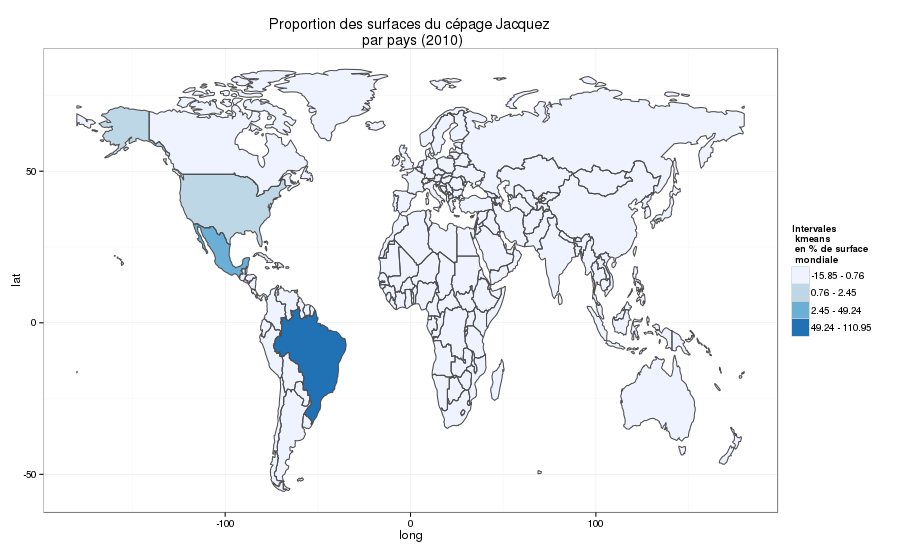 Proportion des surfaces du cépage Jacquez
par pays (2010)
50
0
-50
lat
-100
0
100
long
Intervales
kmeans
en % de surface
mondiale
-15.85 - 0.76
0.76 - 2.45
2.45 - 49.24
49.24 - 110.95